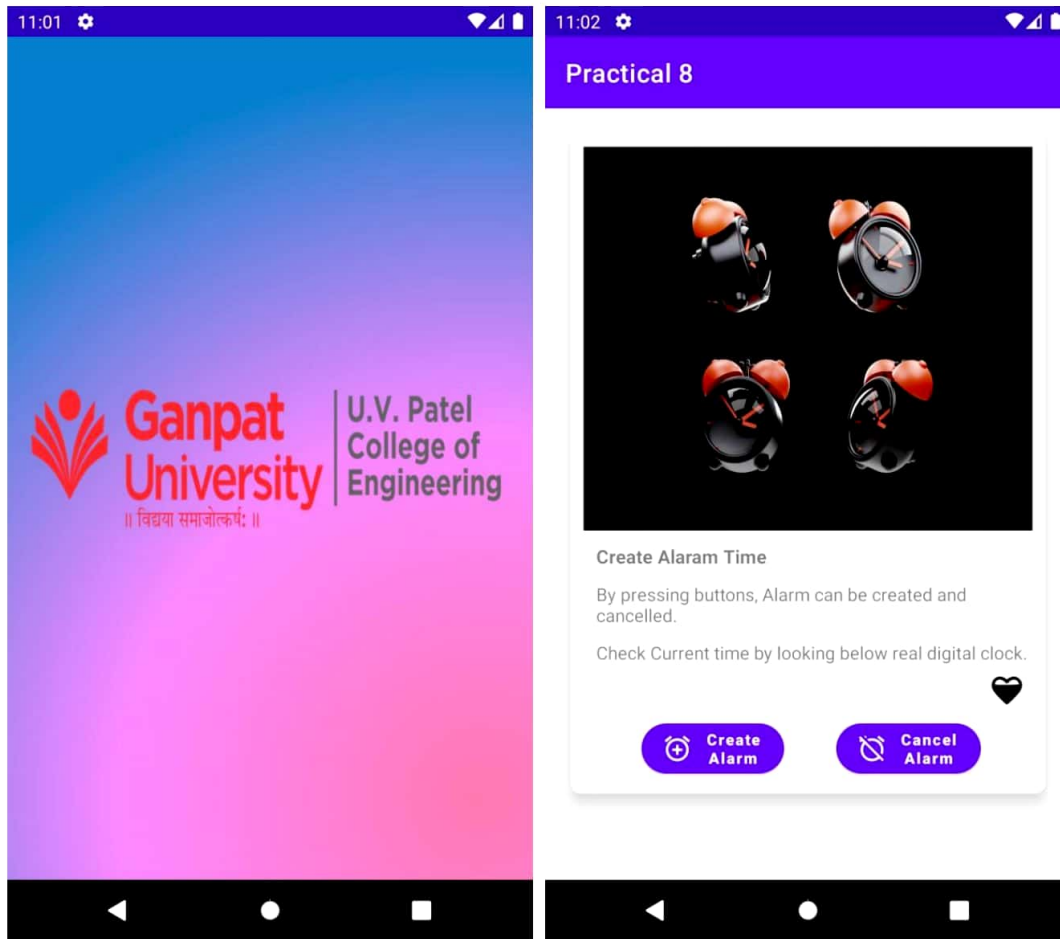 11:01
Ganpat
University
॥ विद्यया समाजोत्कर्षः ॥
U.V. Patel
College of
Engineering
11:02
Practical 8
Create Alaram Time
By pressing buttons, Alarm can be created and
cancelled.
Check Current time by looking below real digital clock.
Create
Alarm
Cancel
Alarm